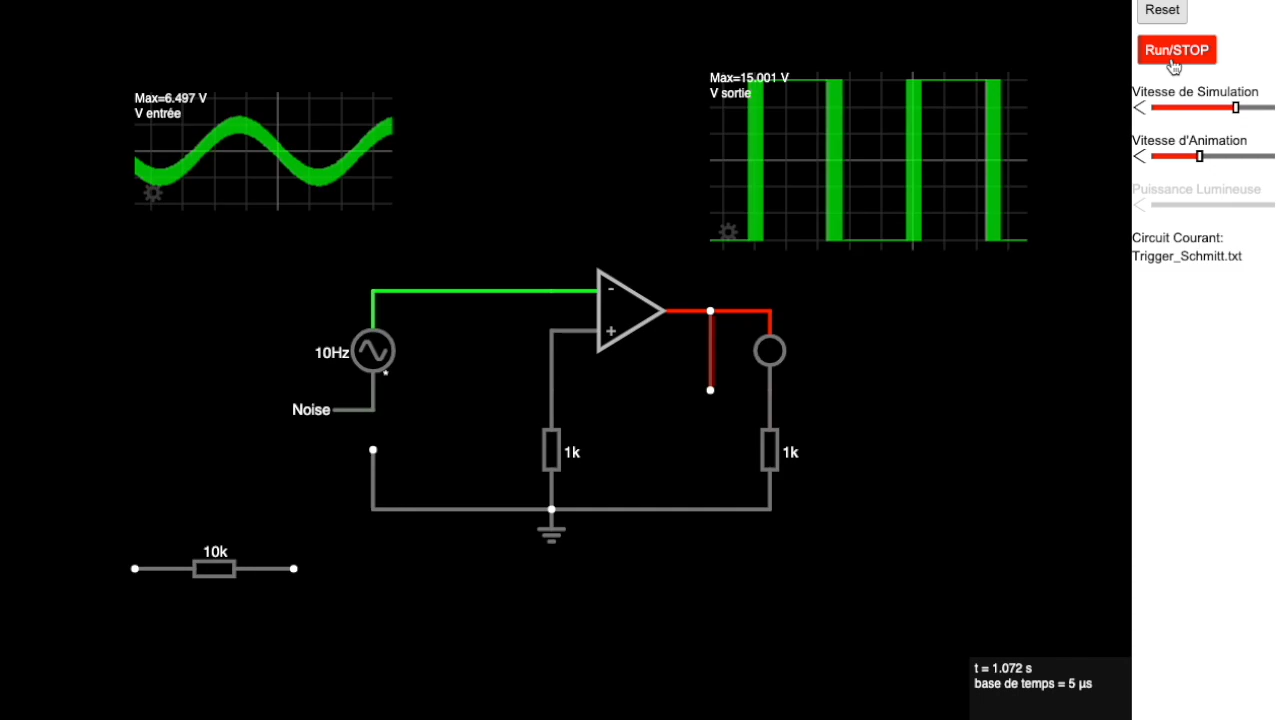 Reset
Run/STOP
Vitesse de Simulation
Vitesse d'Animation
Puissance Lumineuse
Circuit Courant:
Trigger_Schmitt.txt
Max=6.497 V
V entrée
Max=15.001 V
V sortie
-
+
10Hz
Noise
1k
1k
10k
t = 1.072 s
base de temps = 5 µs